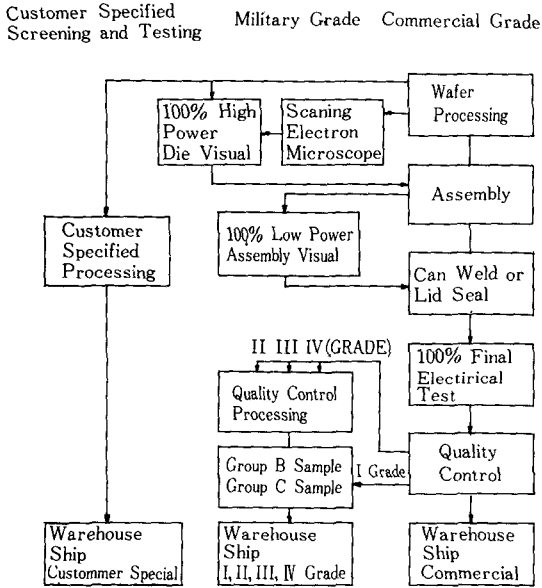 Customer Specified
Screening and Testing
Military Grade
Commercial Grade
100% High
Power
Die Visual
Scaning
Electron
Microscope
Wafer
Processing
Assembly
Customer
Specified
Processing
100% Low Power
Assembly Visual
Can Weld or
Lid Seal
II III IV (GRADE)
100% Final
Electirical
Test
Quality Control
Processing
Group B Sample
Group C Sample
I Grade
Quality
Control
Warehouse
Ship
Custommer Special
Warehouse
Ship
I, II, III, IV Grade
Warehouse
Ship
Commercial